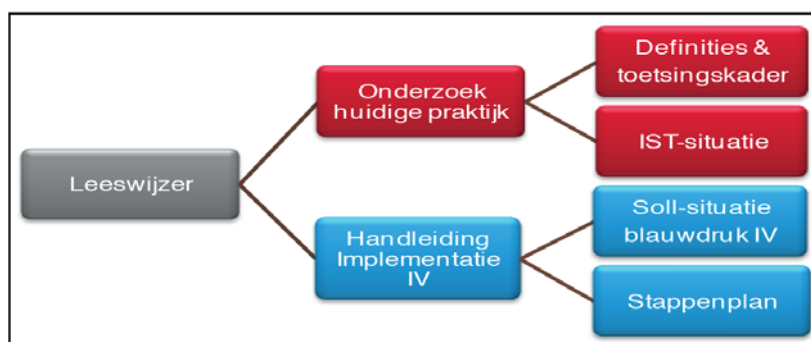 Leeswijzer
Onderzoek
huidige praktijk
Definities &
toetsingskader
IST-situatie
Handleiding
Implementatie
IV
Soll-situatie
blauwdruk IV
Stappenplan